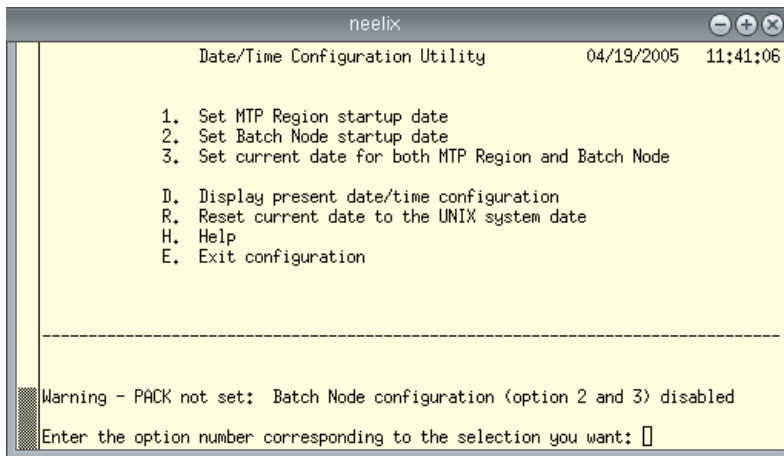 neelix
Date/Time Configuration Utility 04/19/2005 11:41:06
1. Set MTP Region startup date
2. Set Batch Node startup date
3. Set current date for both MTP Region and Batch Node
D. Display present date/time configuration
R. Reset current date to the UNIX system date
H. Help
E. Exit configuration
--------------------------------------------------------------------------------
Warning - PACK not set: Batch Node configuration (option 2 and 3) disabled
Enter the option number corresponding to the selection you want: